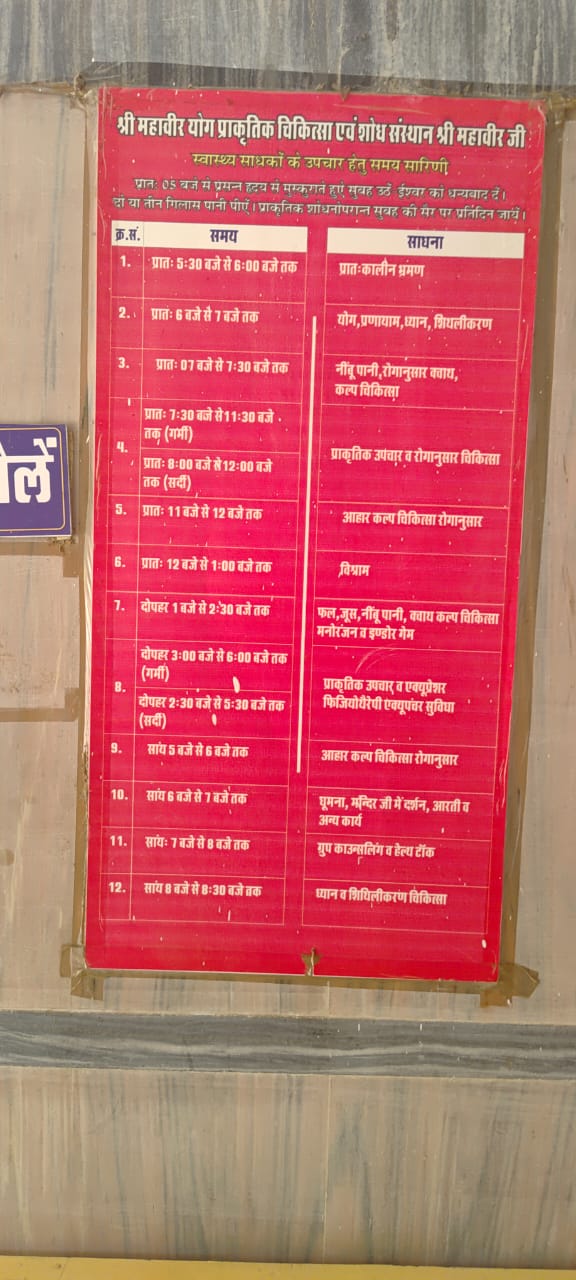 श्री महावीर योग प्राकृतिक चिकित्सा एवं शोध संस्थान श्री महावीर जी
स्वास्थ्य साधकों के उपचार हेतु समय सारिणी
प्रातः 05 बजे से प्रसन्न हृदय से मुस्कुराते हुए सुबह उठें ईश्वर को धन्यबाद दें।
दो या तीन गिलास पानी पीएँ। प्राकृतिक शोधनोपरान्त सुबह की सैर पर प्रतिदिन जायें।
क्र.सं. समय साधना
1. प्रातः 5:30 बजे से 6:00 बजे तक प्रातःकालीन भ्रमण
2. प्रातः 6 बजे से 7 बजे तक योग,प्रणायाम,ध्यान, शिथलीकरण
3. प्रातः 07 बजे से 7:30 बजे तक नींबू पानी,रोगानुसार क्वाथ,
कल्प चिकित्सा
4. प्रातः 7:30 बजे से11:30 बजे
तक (गर्मी)
प्रातः 8:00 बजे से12:00 बजे
तक (सर्दी)
प्राकृतिक उपचार व रोगानुसार चिकित्सा
5. प्रातः 11 बजे से 12 बजे तक आहार कल्प चिकित्सा रोगानुसार
6. प्रातः 12 बजे से 1:00 बजे तक विश्राम
7. दोपहर 1 बजे से 2:30 बजे तक फल,जूस,नींबू पानी, क्वाथ कल्प चिकित्सा
मनोरंजन व इण्डोर गेम
8. दोपहर 3:00 बजे से 6:00 बजे तक
(गर्मी)
दोपहर 2:30 बजे से 5:30 बजे तक
(सर्दी)
प्राकृतिक उपचार व एक्यूप्रेशर
फिजियोथैरेपी एक्यूपंचर सुविधा
9. सांय 5 बजे से 6 बजे तक आहार कल्प चिकित्सा रोगानुसार
10. सांय 6 बजे से 7 बजे तक घूमना, मन्दिर जी में दर्शन, आरती व
अन्य कार्य
11. सांयः 7 बजे से 8 बजे तक ग्रुप काउन्सलिंग व हेल्थ टॉक
12. सांय 8 बजे से 8:30 बजे तक ध्यान व शिथिलीकरण चिकित्सा